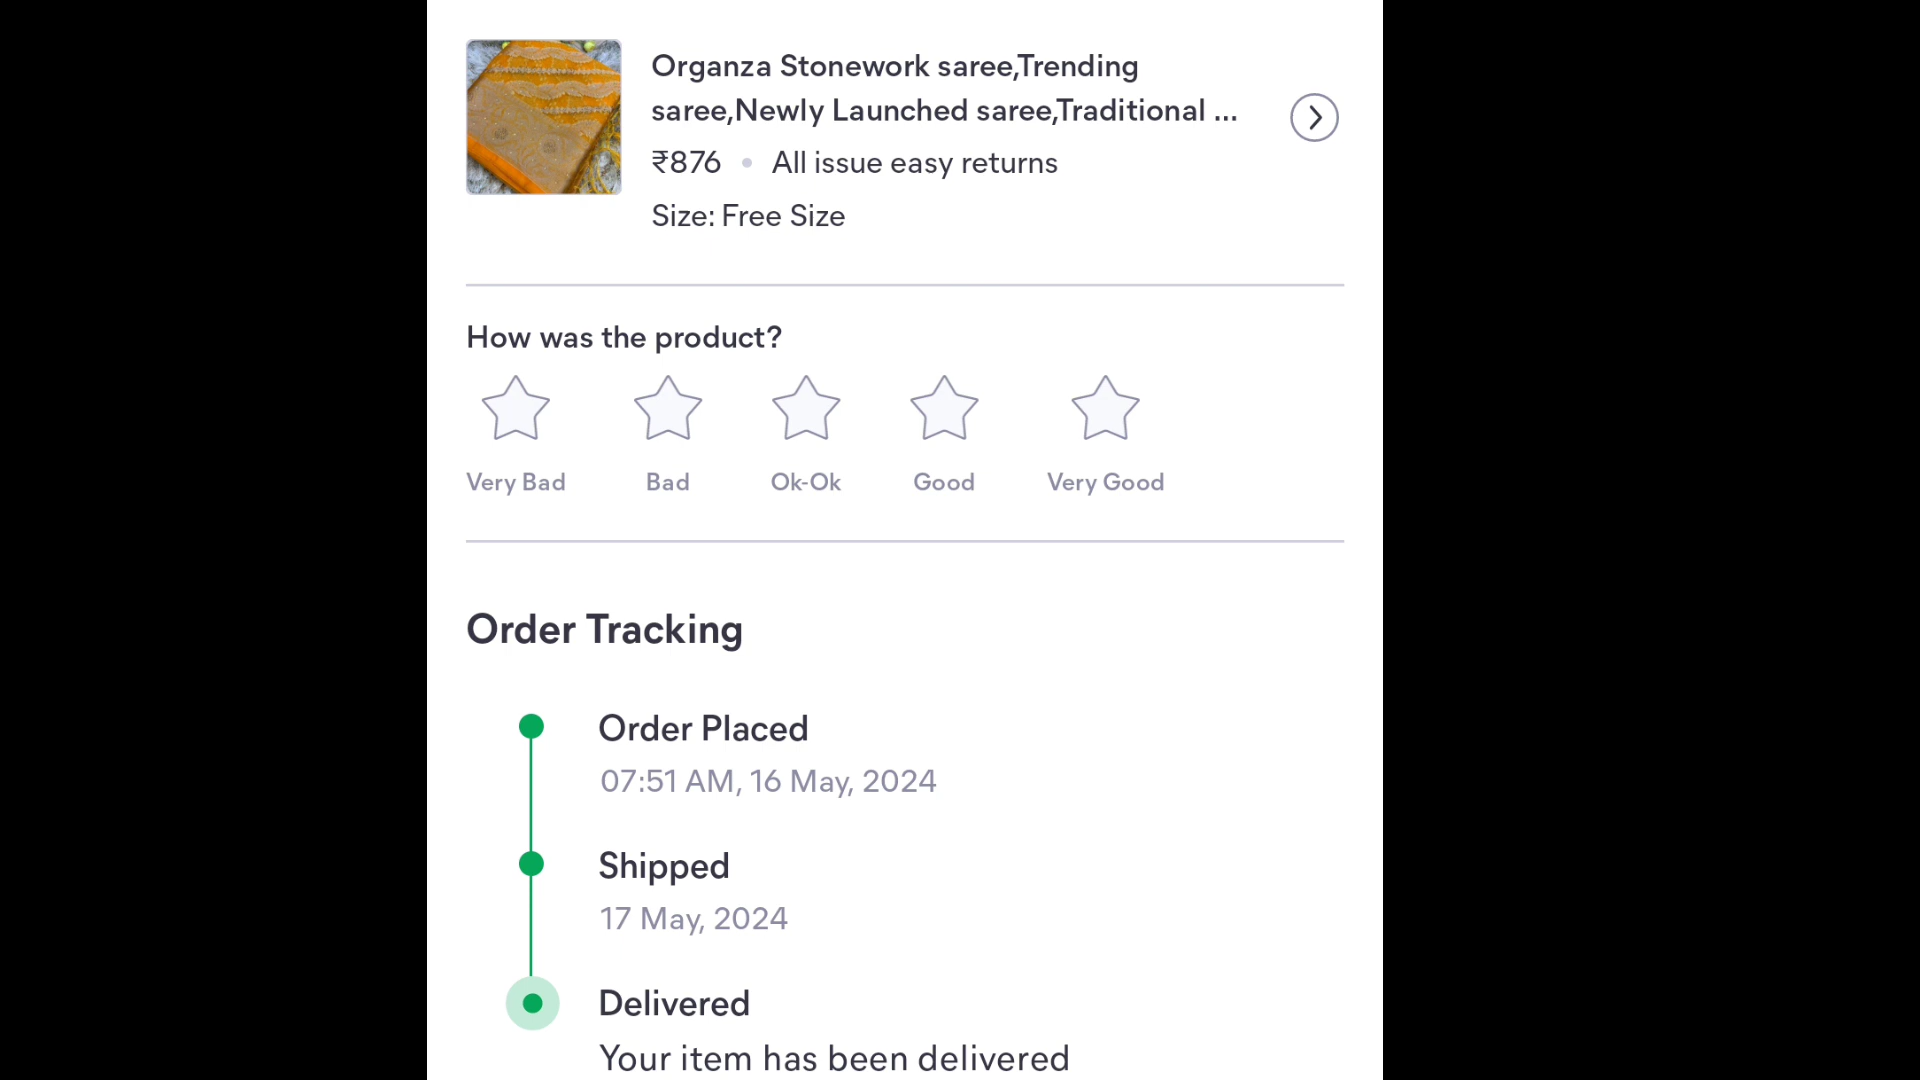 Organza Stonework saree,Trending
saree,Newly Launched saree,Traditional ...
₹876 • All issue easy returns
Size: Free Size
How was the product?
Very Bad Bad Ok-Ok Good Very Good
Order Tracking
Order Placed
07:51 AM, 16 May, 2024
Shipped
17 May, 2024
Delivered
Your item has been delivered